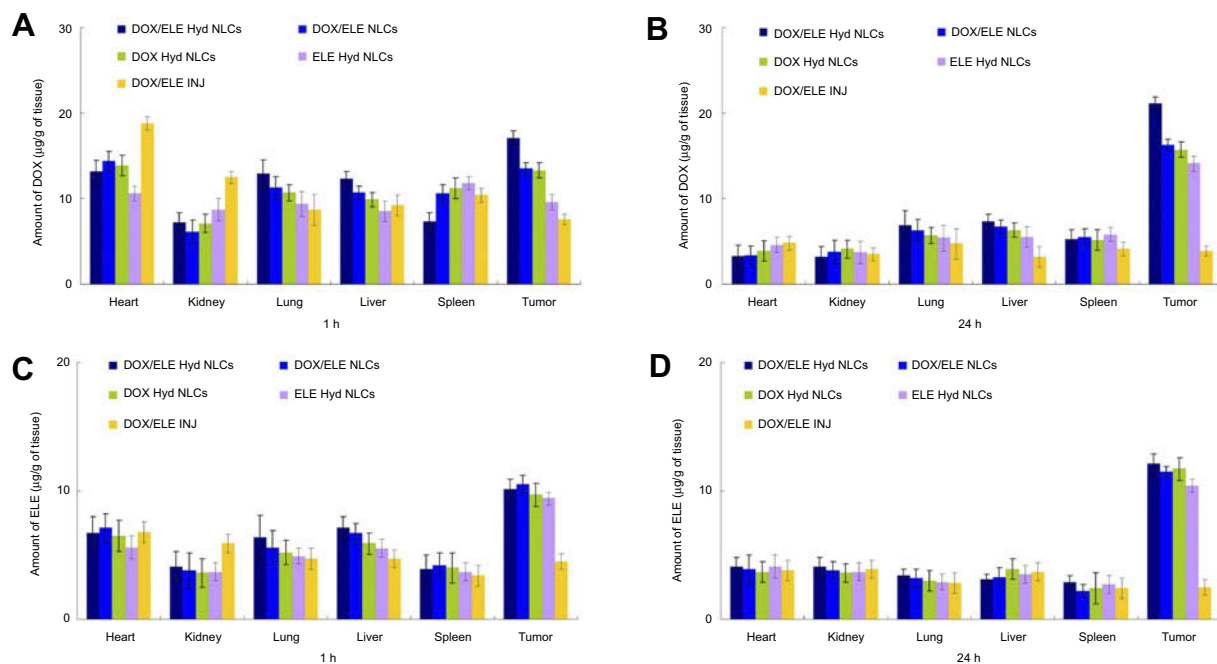 A
DOX/ELE Hyd NLCs
DOX/ELE NLCs
DOX Hyd NLCs
ELE Hyd NLCs
DOX/ELE INJ
Amount of DOX (µg/g of tissue)
30
20
10
0
Heart Kidney Lung Liver Spleen Tumor
1 h
B
DOX/ELE Hyd NLCs
DOX/ELE NLCs
DOX Hyd NLCs
ELE Hyd NLCs
DOX/ELE INJ
Amount of DOX (µg/g of tissue)
30
20
10
0
Heart Kidney Lung Liver Spleen Tumor
24 h
C
DOX/ELE Hyd NLCs
DOX/ELE NLCs
DOX Hyd NLCs
ELE Hyd NLCs
DOX/ELE INJ
Amount of ELE (µg/g of tissue)
20
10
0
Heart Kidney Lung Liver Spleen Tumor
1 h
D
DOX/ELE Hyd NLCs
DOX/ELE NLCs
DOX Hyd NLCs
ELE Hyd NLCs
DOX/ELE INJ
Amount of ELE (µg/g of tissue)
20
10
0
Heart Kidney Lung Liver Spleen Tumor
24 h